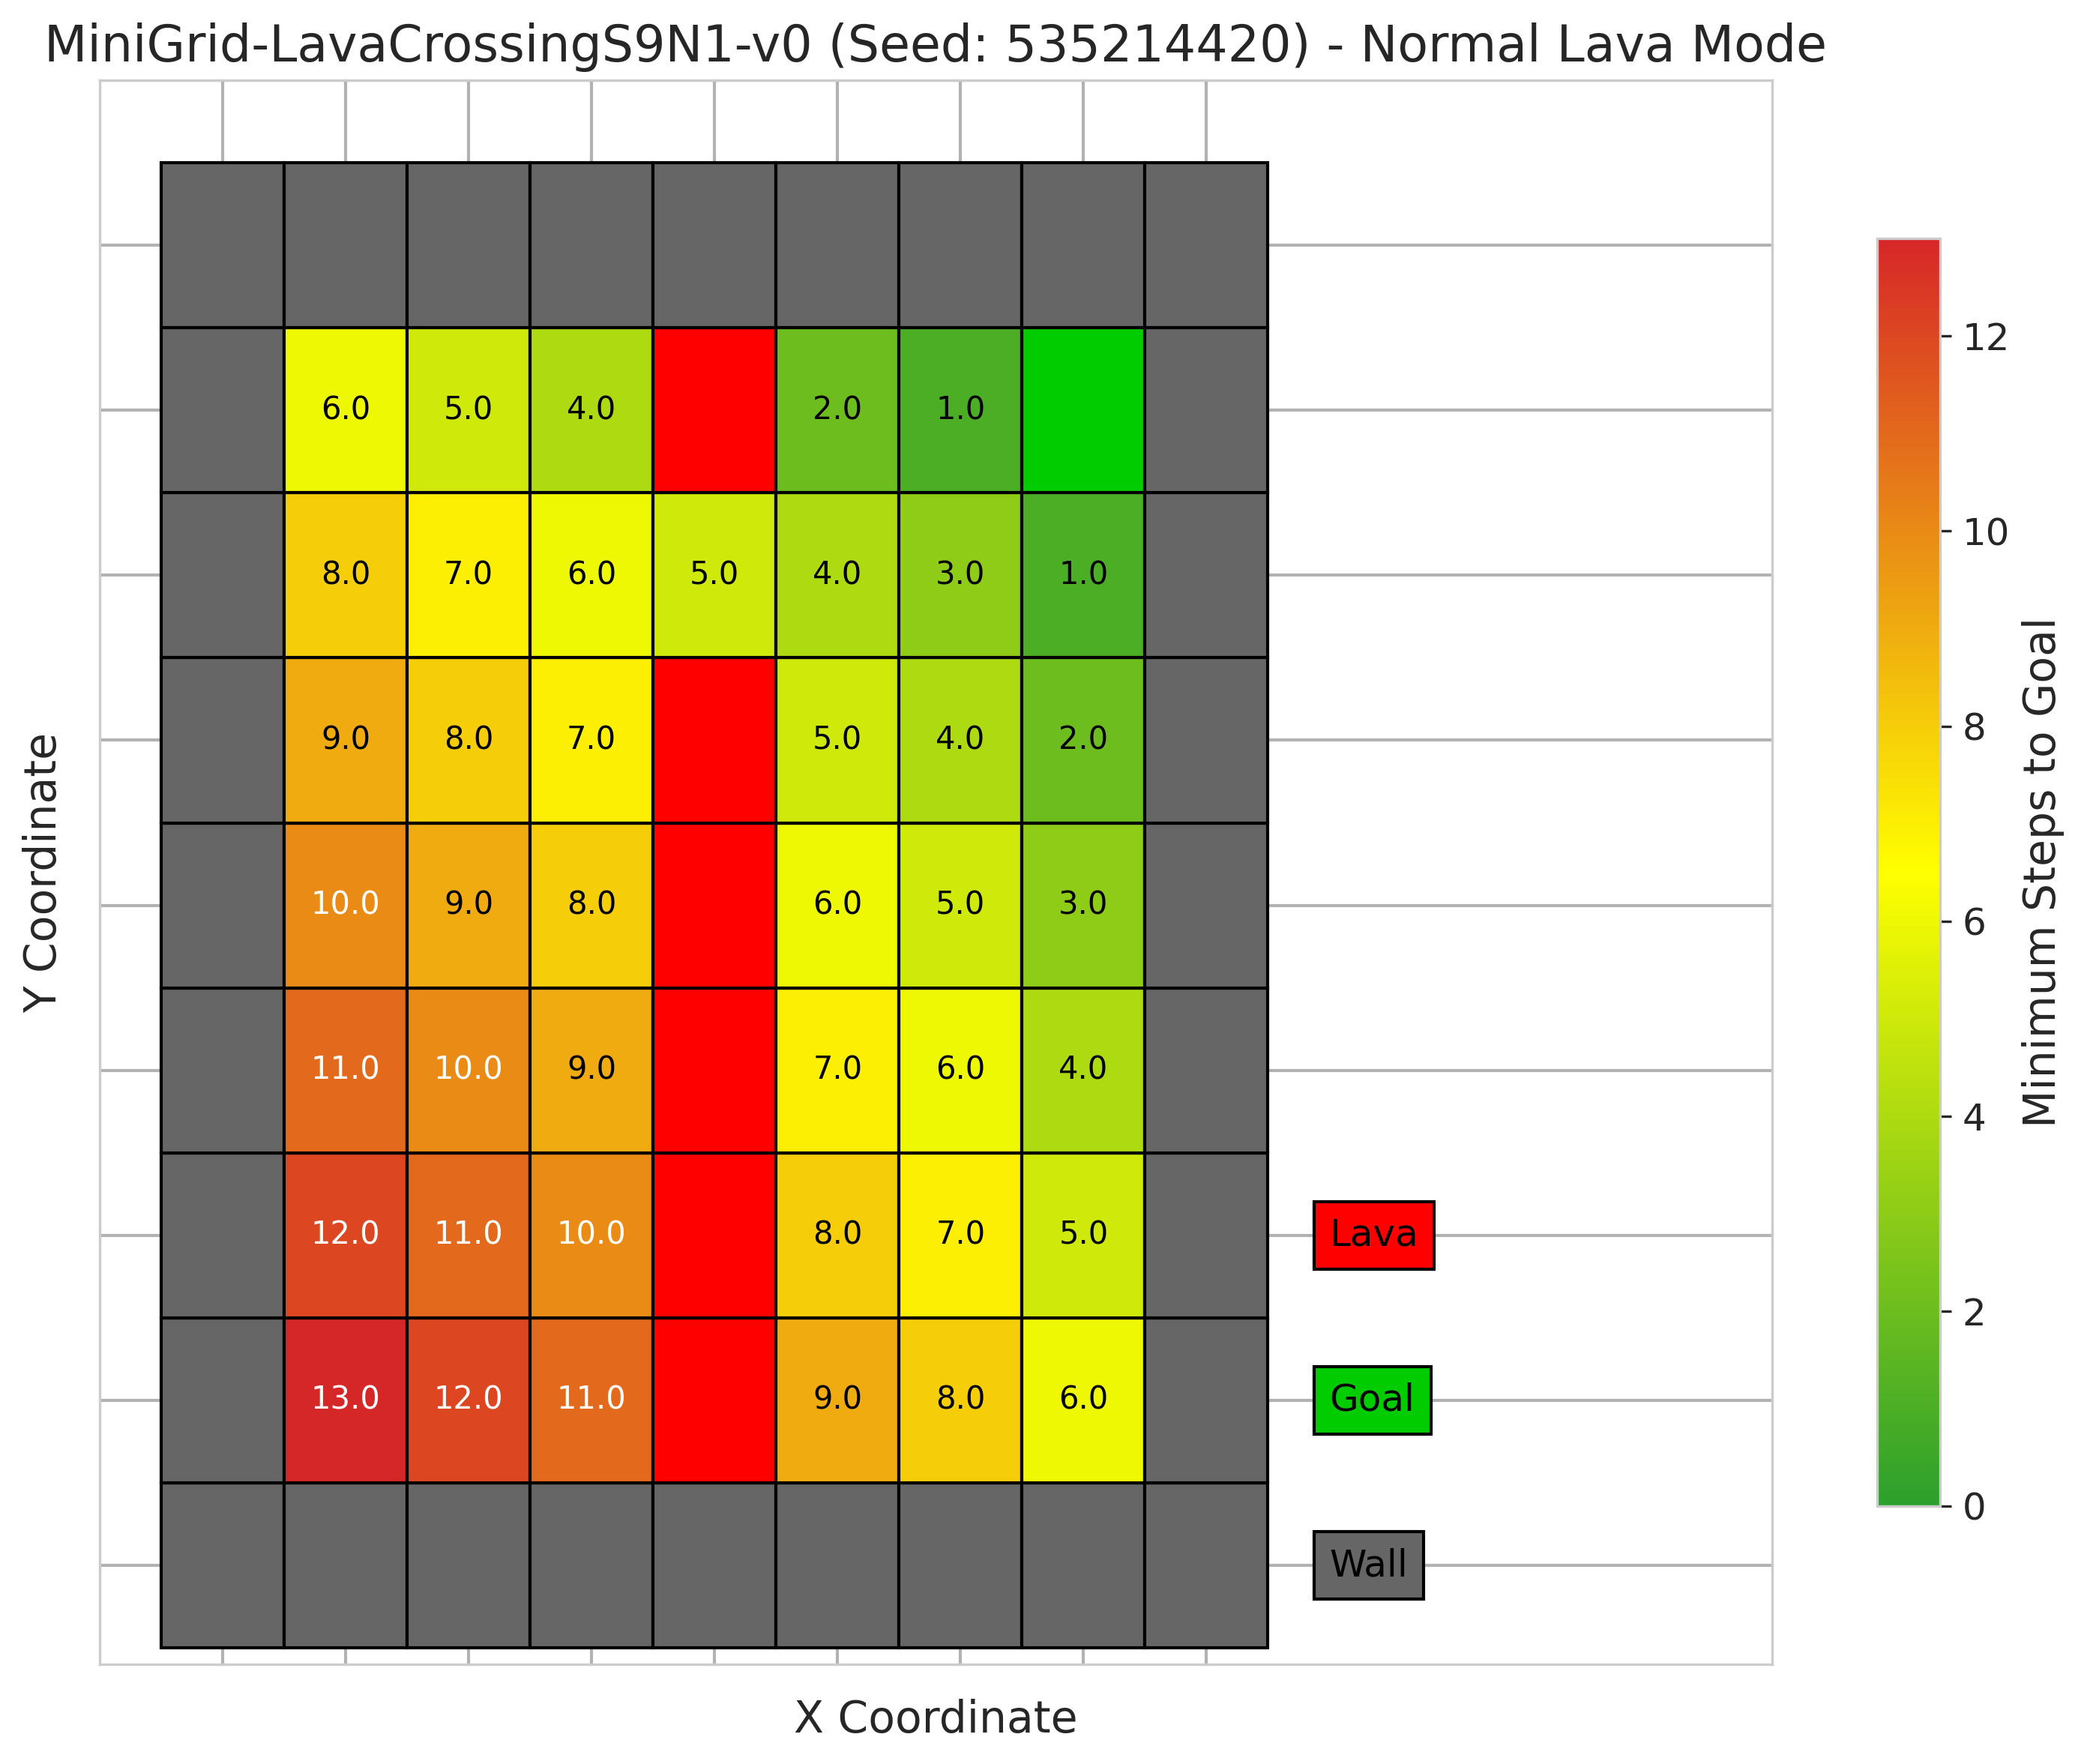 MiniGrid-LavaCrossingS9N1-v0 (Seed: 535214420) - Normal Lava Mode
6.0 5.0 4.0 2.0 1.0
8.0 7.0 6.0 5.0 4.0 3.0 1.0
9.0 8.0 7.0 5.0 4.0 2.0
10.0 9.0 8.0 6.0 5.0 3.0
11.0 10.0 9.0 7.0 6.0 4.0
12.0 11.0 10.0 8.0 7.0 5.0
13.0 12.0 11.0 9.0 8.0 6.0
Y Coordinate
X Coordinate
Lava
Goal
Wall
12
10
8
6
4
2
0
Minimum Steps to Goal